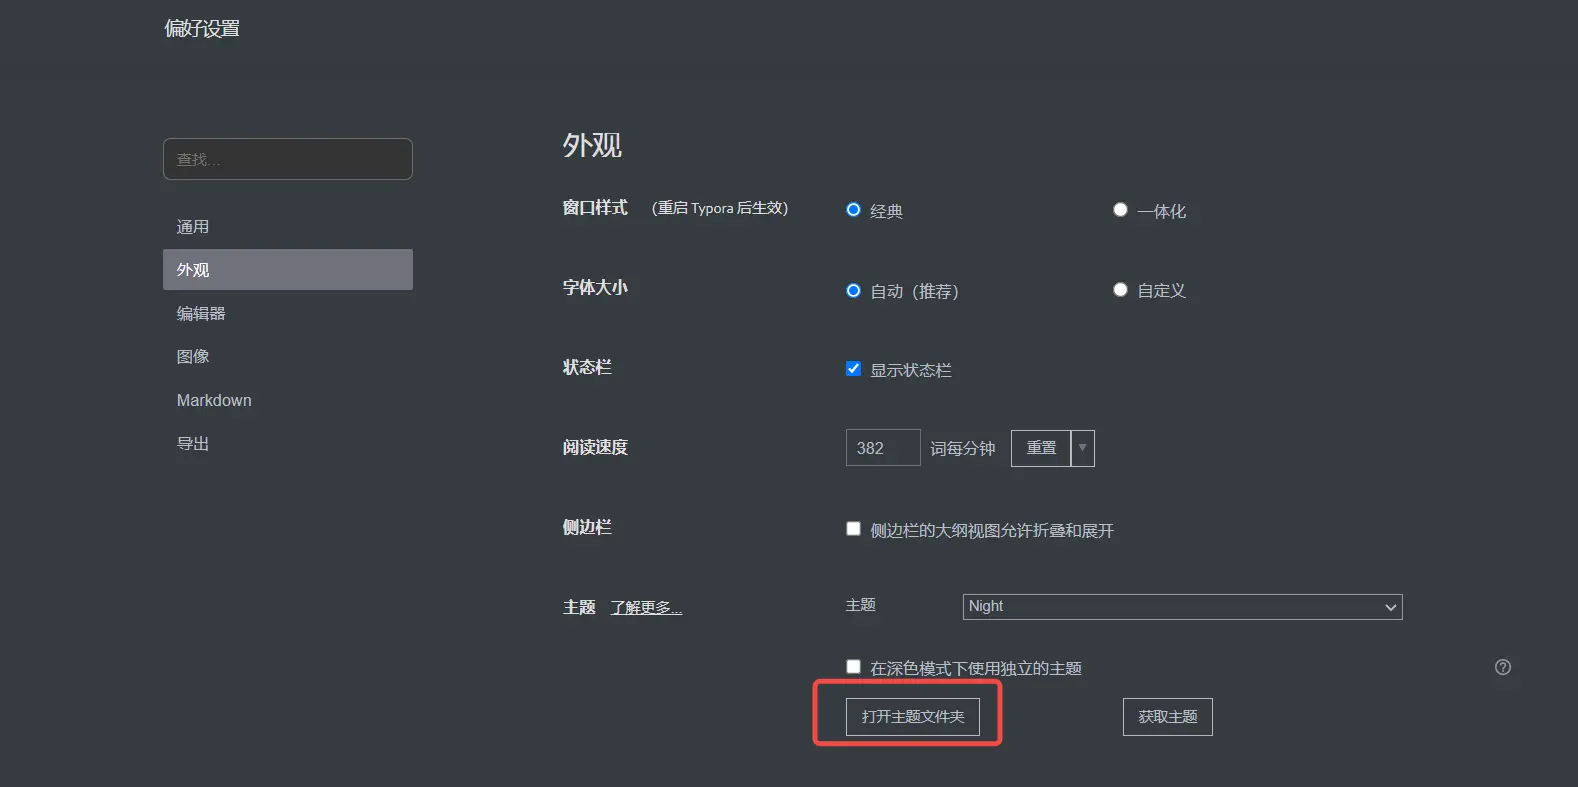 偏好设置
查找...
通用
外观
编辑器
图像
Markdown
导出
外观
窗口样式 (重启 Typora 后生效) 经典 一体化
字体大小 自动（推荐） 自定义
状态栏 显示状态栏
阅读速度 382 词每分钟 重置
侧边栏 侧边栏的大纲视图允许折叠和展开
主题 了解更多... 主题 Night
在深色模式下使用独立的主题
打开主题文件夹 获取主题